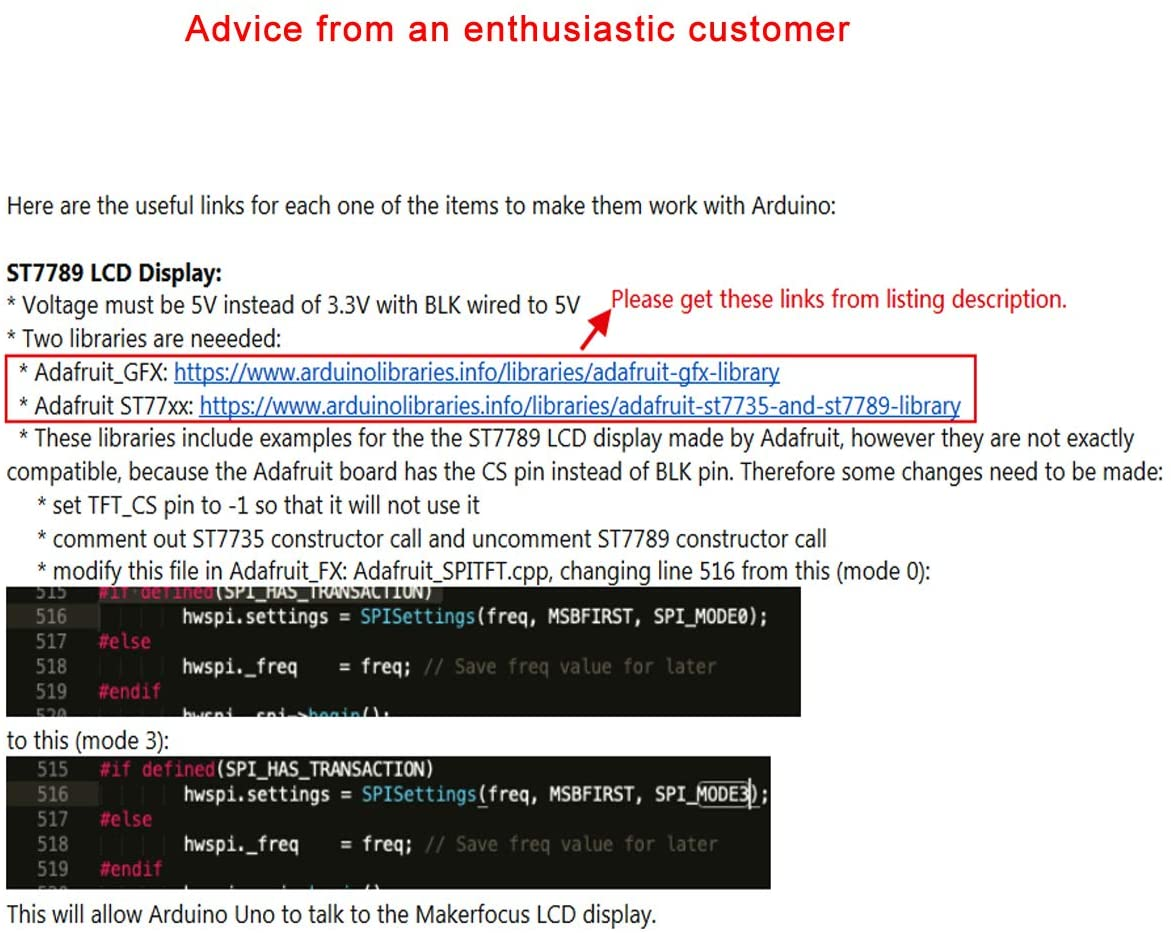 Advice from an enthusiastic customer
Here are the useful links for each one of the items to make them work with Arduino:
ST7789 LCD Display:
* Voltage must be 5V instead of 3.3V with BLK wired to 5V
Please get these links from listing description.
* Two libraries are neeeded:
* Adafruit_GFX: https://www.arduinolibraries.info/libraries/adafruit-gfx-library
* Adafruit ST77xx: https://www.arduinolibraries.info/libraries/adafruit-st7735-and-st7789-library
* These libraries include examples for the the ST7789 LCD display made by Adafruit, however they are not exactly
compatible, because the Adafruit board has the CS pin instead of BLK pin. Therefore some changes need to be made:
* set TFT_CS pin to -1 so that it will not use it
* comment out ST7735 constructor call and uncomment ST7789 constructor call
* modify this file in Adafruit_FX: Adafruit_SPITFT.cpp, changing line 516 from this (mode 0):
515 #if defined(SPI_HAS_TRANSACTION)
516 hwspi.settings = SPISettings(freq, MSBFIRST, SPI_MODE0);
517 #else
518 hwspi._freq = freq; // Save freq value for later
519 #endif
520 hwspi._spi->begin();
to this (mode 3):
515 #if defined(SPI_HAS_TRANSACTION)
516 hwspi.settings = SPISettings(freq, MSBFIRST, SPI_MODE3);
517 #else
518 hwspi._freq = freq; // Save freq value for later
519 #endif
This will allow Arduino Uno to talk to the Makerfocus LCD display.